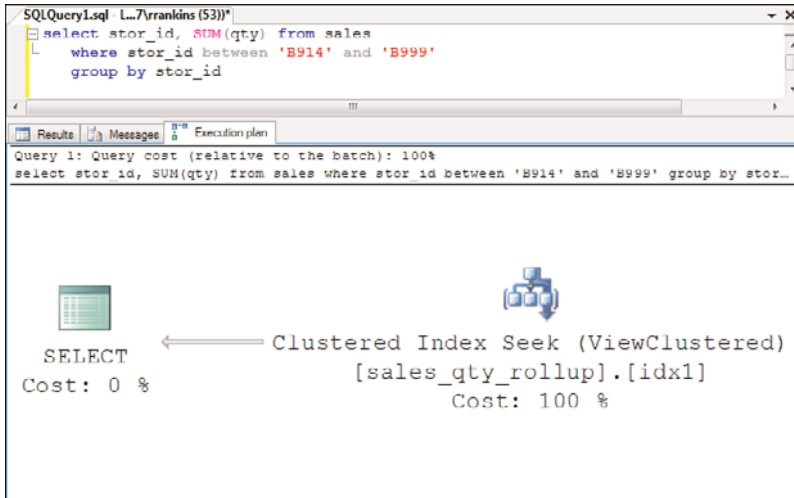 SQLQuery1.sql - L...7\rrankins (53))*
select stor_id, SUM(qty) from sales
where stor_id between 'B914' and 'B999'
group by stor_id
Results Messages Execution plan
Query 1: Query cost (relative to the batch): 100%
select stor_id, SUM(qty) from sales where stor_id between 'B914' and 'B999' group by stor…
SELECT
Cost: 0 %
Clustered Index Seek (ViewClustered)
[sales_qty_rollup].[idx1]
Cost: 100 %